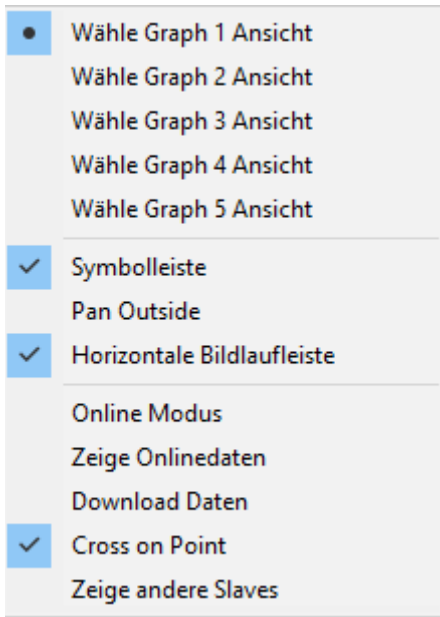 Wähle Graph 1 Ansicht
Wähle Graph 2 Ansicht
Wähle Graph 3 Ansicht
Wähle Graph 4 Ansicht
Wähle Graph 5 Ansicht
Symbolleiste
Pan Outside
Horizontale Bildlaufleiste
Online Modus
Zeige Onlinedaten
Download Daten
Cross on Point
Zeige andere Slaves